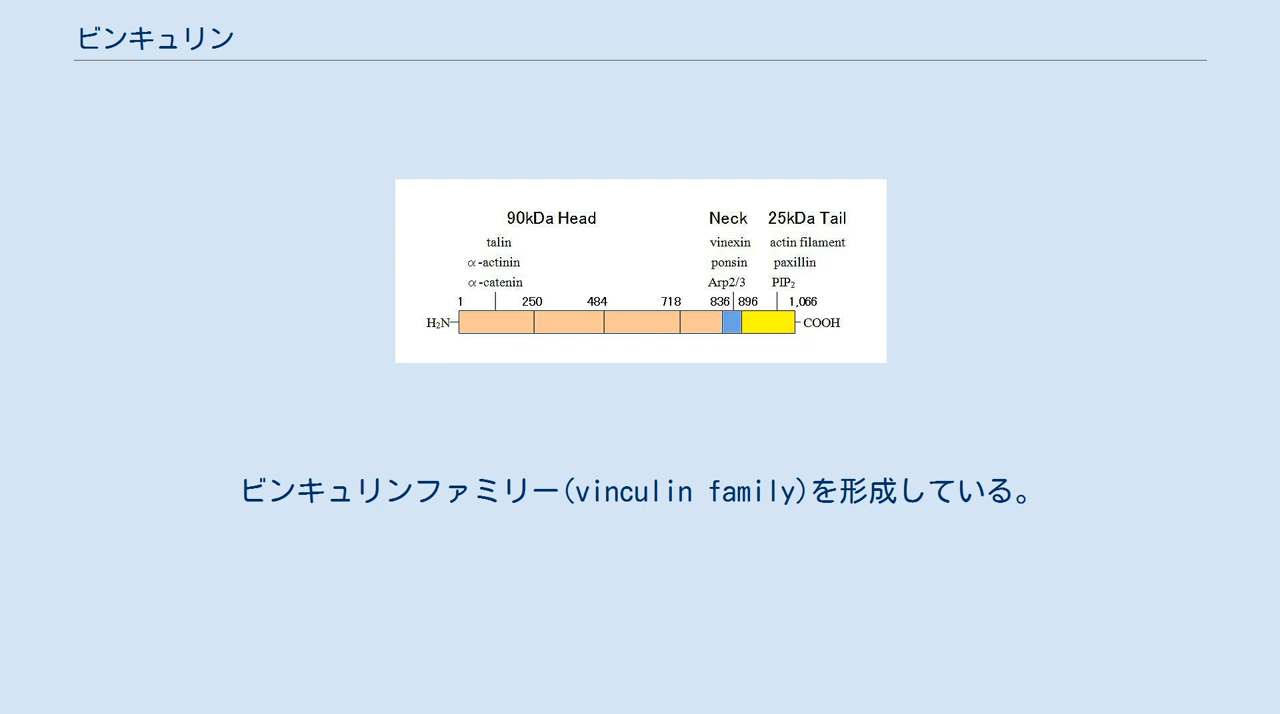 ビンキュリン
90kDa Head Neck 25kDa Tail
talin vinexin actin filament
α-actinin ponsin paxillin
α-catenin Arp2/3 PIP₂
1 250 484 718 836 896 1,066
H₂N COOH
ビンキュリンファミリー(vinculin family)を形成している。